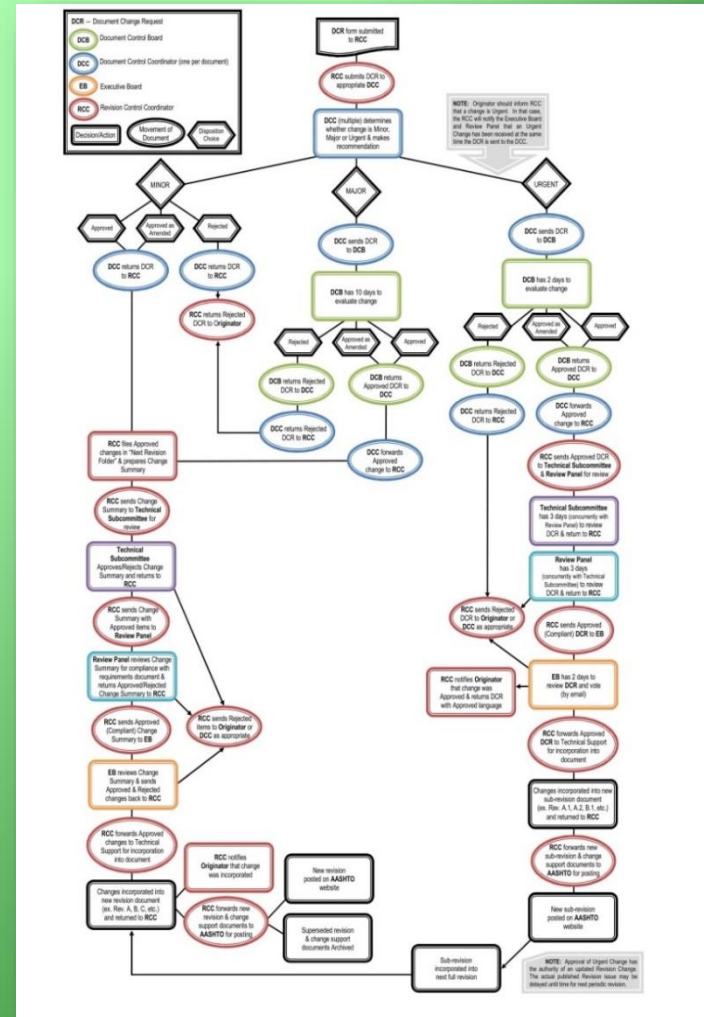 DCR — Document Change Request
DCB Document Control Board
DCC Document Control Coordinator (one per document)
EB Executive Board
RCC Revision Control Coordinator
Decision/Action
Movement of
Document
Disposition
Choice
DCR form submitted
to RCC
RCC submits DCR to
appropriate DCC
DCC (multiple) determines
whether change is Minor,
Major or Urgent & makes
recommendation
NOTE: Originator should inform RCC
that a change is Urgent. In that case,
the RCC will notify the Executive Board
and Review Panel that an Urgent
Change has been received at the same
time the DCR is sent to the DCC.
MINOR
MAJOR
URGENT
Approved
Approved as
Amended
Rejected
DCC returns DCR
to RCC
DCC returns DCR
to RCC
RCC returns Rejected
DCR to Originator
DCC sends DCR
to DCB
DCB has 10 days to
evaluate change
Rejected
Approved as
Amended
Approved
DCB returns Rejected
DCR to DCC
DCB returns
Approved DCR to
DCC
DCC returns Rejected
DCR to RCC
DCC forwards
Approved
change to RCC
DCC sends DCR
to DCB
DCB has 2 days to
evaluate change
Rejected
Approved as
Amended
Approved
DCB returns Rejected
DCR to DCC
DCB returns
Approved DCR to
DCC
DCC returns Rejected
DCR to RCC
DCC forwards
Approved
change to RCC
RCC sends Approved DCR
to Technical Subcommittee
& Review Panel for review
Technical Subcommittee
has 3 days (concurrently with
Review Panel) to review
DCR & return to RCC
Review Panel
has 3 days
(concurrently with Technical
Subcommittee) to review
DCR & return to RCC
RCC sends Rejected
DCR to Originator or
DCC as appropriate
RCC sends Approved
(Compliant) DCR to EB
EB has 2 days to
review DCR and vote
(by email)
RCC notifies Originator
that change was
Approved & returns DCR
with Approved language
RCC forwards Approved
DCR to Technical Support
for incorporation into
document
Changes incorporated into new
sub-revision document
(ex. Rev. A.1, A.2, B.1, etc.)
and returned to RCC
RCC forwards new
sub-revision & change
support documents to
AASHTO for posting
New sub-revision
posted on AASHTO
website
NOTE: Approval of Urgent Change has
the authority of an updated Revision Change.
The actual published Revision issue may be
delayed until time for next periodic revision.
Sub-revision
incorporated into
next full revision
RCC files Approved
changes in "Next Revision
Folder" & prepares Change
Summary
RCC sends Change
Summary to Technical
Subcommittee for
review
Technical
Subcommittee
Approves/Rejects Change
Summary and returns to
RCC
RCC sends Change
Summary with
Approved items to
Review Panel
Review Panel reviews Change
Summary for compliance with
requirements document &
returns Approved/Rejected
Change Summary to RCC
RCC sends Approved
(Compliant) Change
Summary to EB
RCC sends Rejected
items to Originator or
DCC as appropriate
EB reviews Change
Summary & sends
Approved & Rejected
changes back to RCC
RCC forwards Approved
changes to Technical
Support for incorporation
into document
Changes incorporated into
new revision document
(ex. Rev. A, B, C, etc.)
and returned to RCC
RCC notifies
Originator that change
was incorporated
RCC forwards new
revision & change
support documents to
AASHTO for posting
New revision
posted on AASHTO
website
Superseded revision
& change support
documents Archived